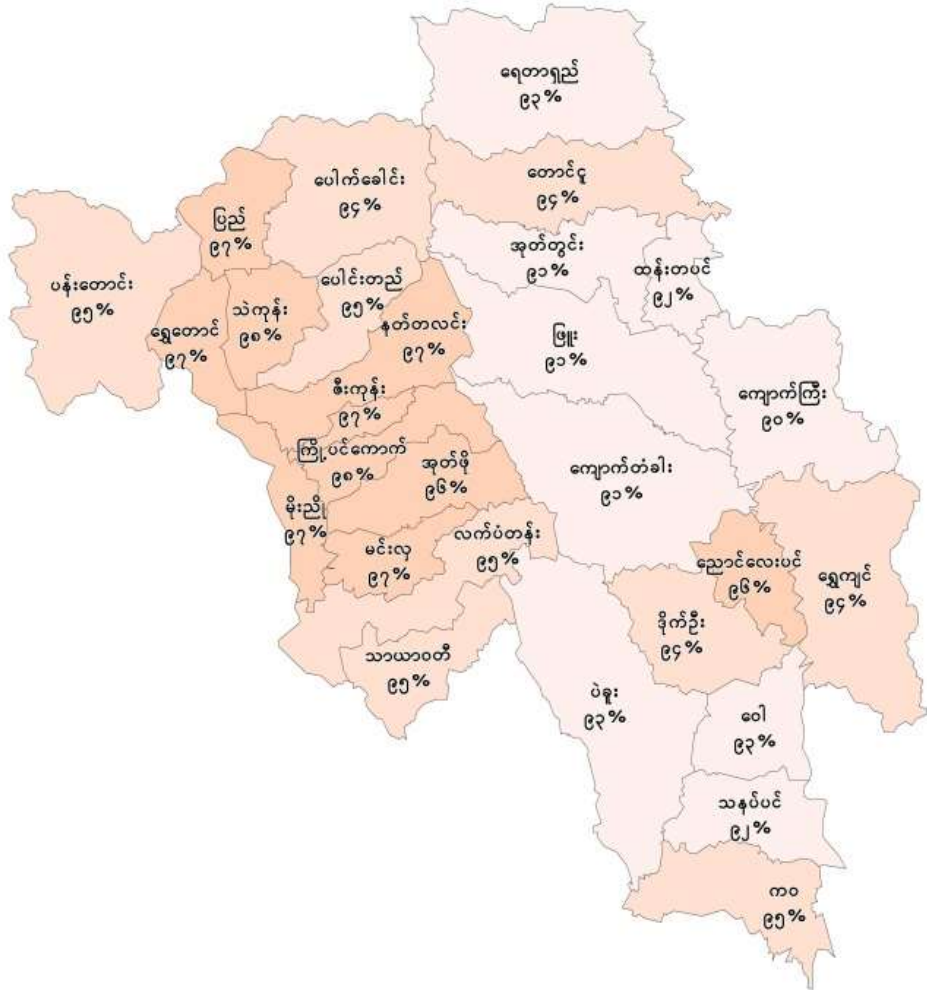 ရေတာရှည်
၉၃%
တောင်ငူ
၉၄%
ပေါက်ခေါင်း
၉၄%
ပြည်
၉၇%
အုတ်တွင်း
၉၁%
ထန်းတပင်
၉၂%
ပန်းတောင်း
၉၅%
ပေါင်းတည်
၉၅%
သဲကုန်း
၉၈%
ရွှေတောင်
၉၇%
နတ်တလင်း
၉၇%
ဖြူး
၉၁%
ကျောက်ကြီး
၉၀%
ဇီးကုန်း
၉၇%
ကြို့ပင်ကောက်
၉၈%
အုတ်ဖို
၉၆%
ကျောက်တံခါး
၉၁%
မိုးညို
၉၇%
မင်းလှ
၉၇%
လက်ပံတန်း
၉၅%
ညောင်လေးပင်
၉၆%
ရွှေကျင်
၉၄%
ဒိုက်ဦး
၉၄%
သာယာဝတီ
၉၅%
ပဲခူး
၉၃%
ဝေါ
၉၃%
သနပ်ပင်
၉၂%
ကဝ
၉၅%